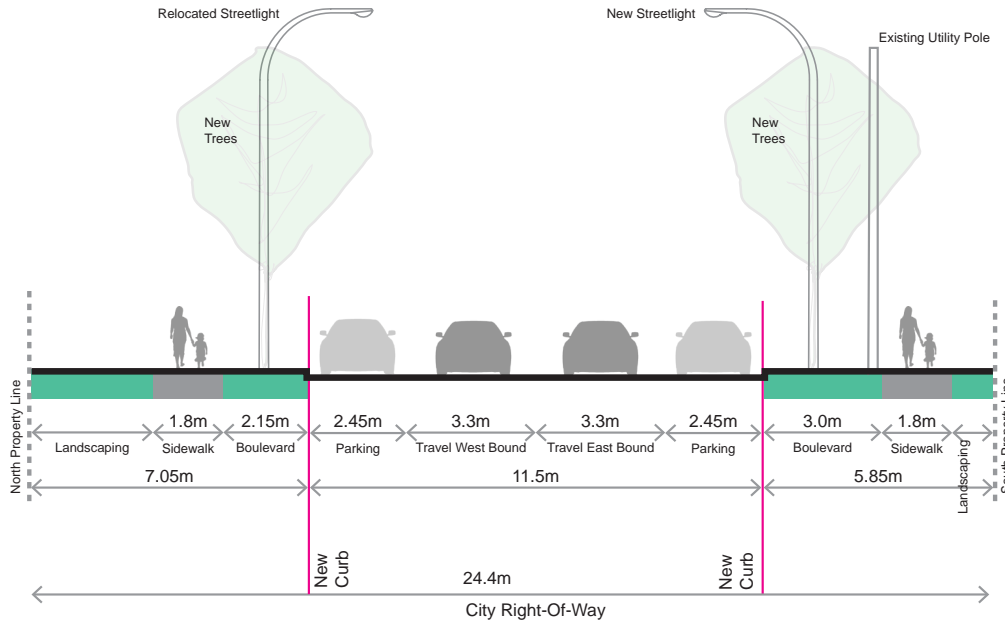 Relocated Streetlight
New Streetlight
Existing Utility Pole
New
Trees
New
Trees
North Property Line
South Property Line
1.8m
2.15m
2.45m
3.3m
3.3m
2.45m
3.0m
1.8m
Landscaping
Sidewalk
Boulevard
Parking
Travel West Bound
Travel East Bound
Parking
Boulevard
Sidewalk
Landscaping
7.05m
11.5m
5.85m
New
Curb
New
Curb
24.4m
City Right-Of-Way